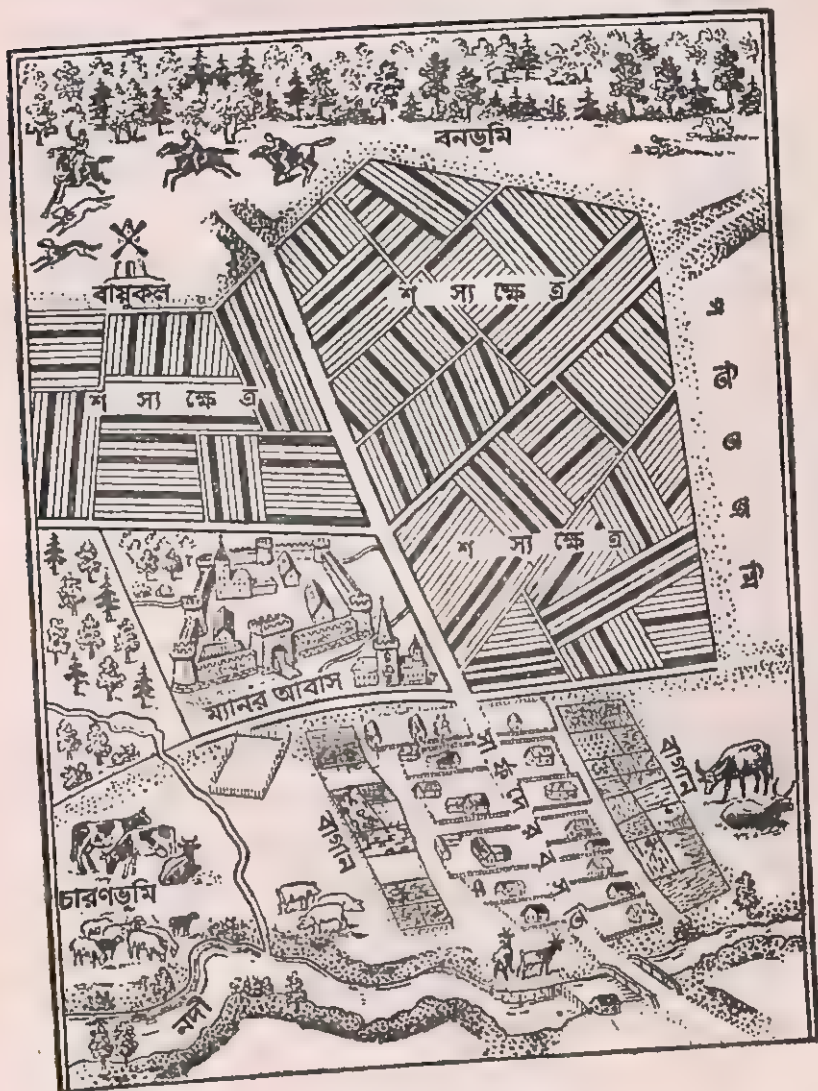 বনভূমি
বায়ুকল
শ স্য ক্ষে ত্র
শ স্য ক্ষে ত্র
শ স্য ক্ষে ত্র
ম্যানর আবাস
বাগান
বাগান
চারণভূমি
নদী